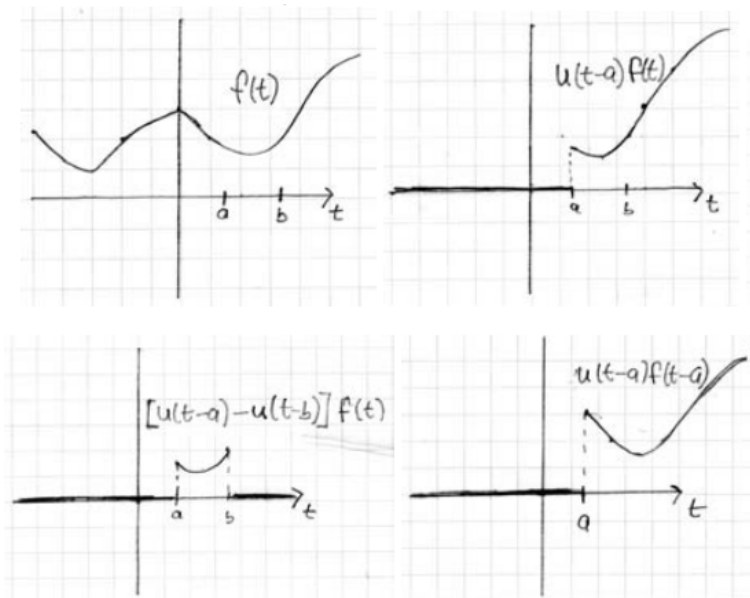 f(t)
a b t
u(t-a)f(t)
a b t
[u(t-a)-u(t-b)] f(t)
a b t
u(t-a)f(t-a)
a t